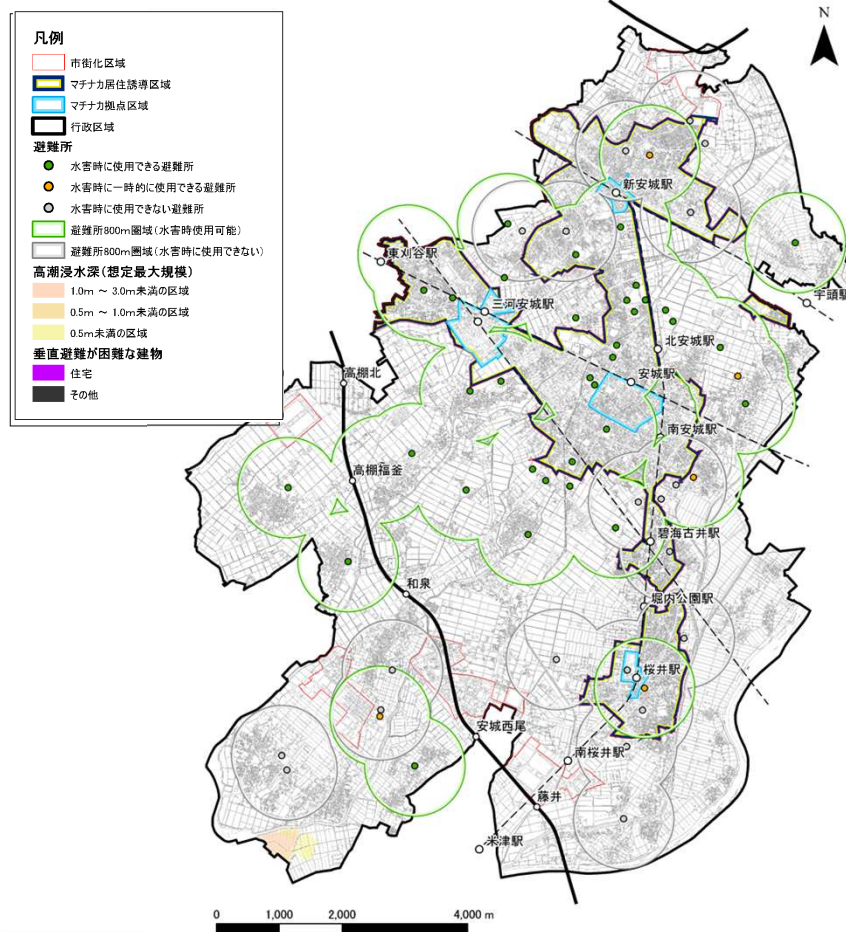 凡例
市街化区域
マチナカ居住誘導区域
マチナカ拠点区域
行政区域
避難所
水害時に使用できる避難所
水害時に一時的に使用できる避難所
水害時に使用できない避難所
避難所800m圏域(水害時使用可能)
避難所800m圏域(水害時に使用できない)
高潮浸水深(想定最大規模)
1.0m ～ 3.0m未満の区域
0.5m ～ 1.0m未満の区域
0.5m未満の区域
垂直避難が困難な建物
住宅
その他
N
新安城駅
東刈谷駅
宇頭駅
三河安城駅
北安城駅
高棚北
安城駅
南安城駅
高棚福釜
碧海古井駅
和泉
堀内公園駅
桜井駅
安城西尾
南桜井駅
藤井
米津駅
0 1,000 2,000 4,000 m